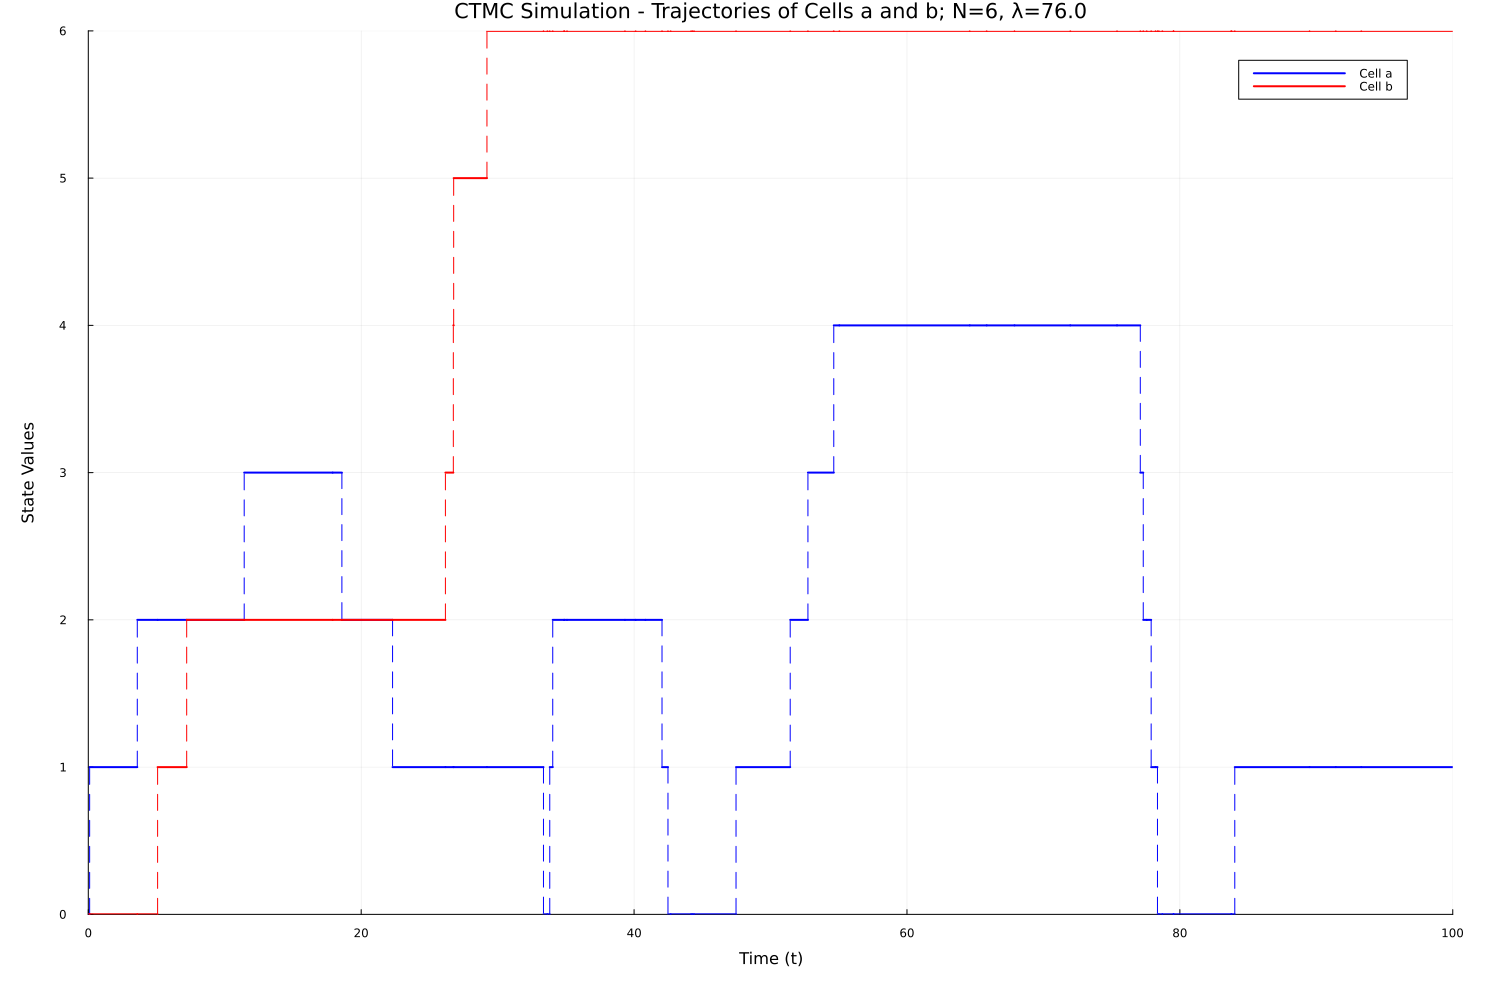 CTMC Simulation - Trajectories of Cells a and b; N=6, λ=76.0
Cell a
Cell b
State Values
6
5
4
3
2
1
0
0 20 40 60 80 100
Time (t)